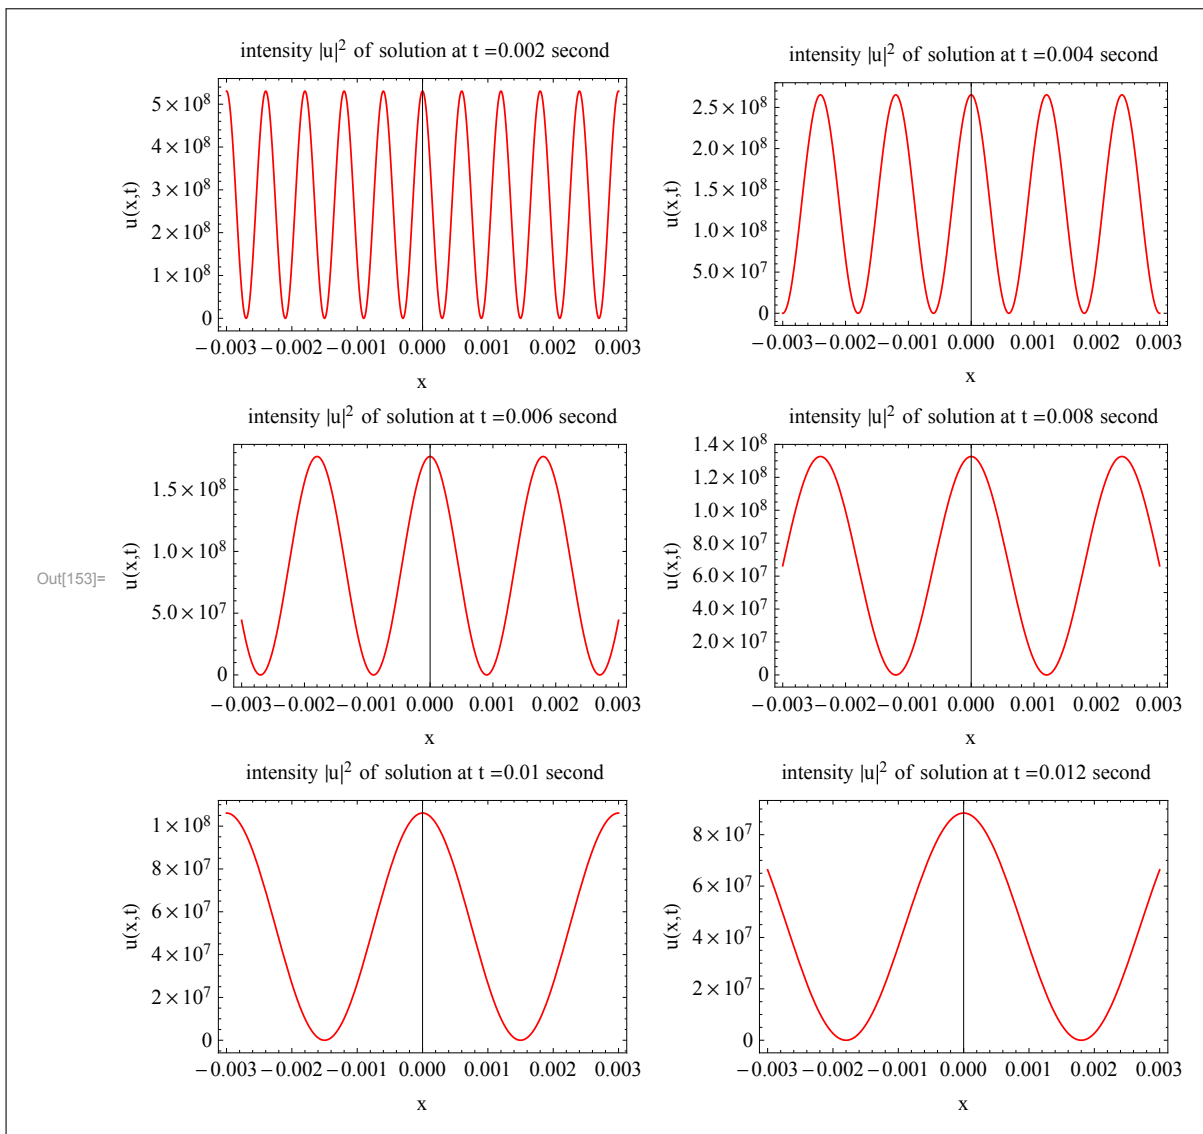 intensity |u|² of solution at t =0.002 second
5×10⁸
4×10⁸
3×10⁸
2×10⁸
1×10⁸
0
u(x,t)
−0.003 −0.002 −0.001 0.000 0.001 0.002 0.003
x
intensity |u|² of solution at t =0.004 second
2.5×10⁸
2.0×10⁸
1.5×10⁸
1.0×10⁸
5.0×10⁷
0
u(x,t)
−0.003 −0.002 −0.001 0.000 0.001 0.002 0.003
x
intensity |u|² of solution at t =0.006 second
1.5×10⁸
1.0×10⁸
5.0×10⁷
0
u(x,t)
−0.003 −0.002 −0.001 0.000 0.001 0.002 0.003
x
intensity |u|² of solution at t =0.008 second
1.4×10⁸
1.2×10⁸
1.0×10⁸
8.0×10⁷
6.0×10⁷
4.0×10⁷
2.0×10⁷
0
u(x,t)
−0.003 −0.002 −0.001 0.000 0.001 0.002 0.003
x
Out[153]=
intensity |u|² of solution at t =0.01 second
1×10⁸
8×10⁷
6×10⁷
4×10⁷
2×10⁷
0
u(x,t)
−0.003 −0.002 −0.001 0.000 0.001 0.002 0.003
x
intensity |u|² of solution at t =0.012 second
8×10⁷
6×10⁷
4×10⁷
2×10⁷
0
u(x,t)
−0.003 −0.002 −0.001 0.000 0.001 0.002 0.003
x